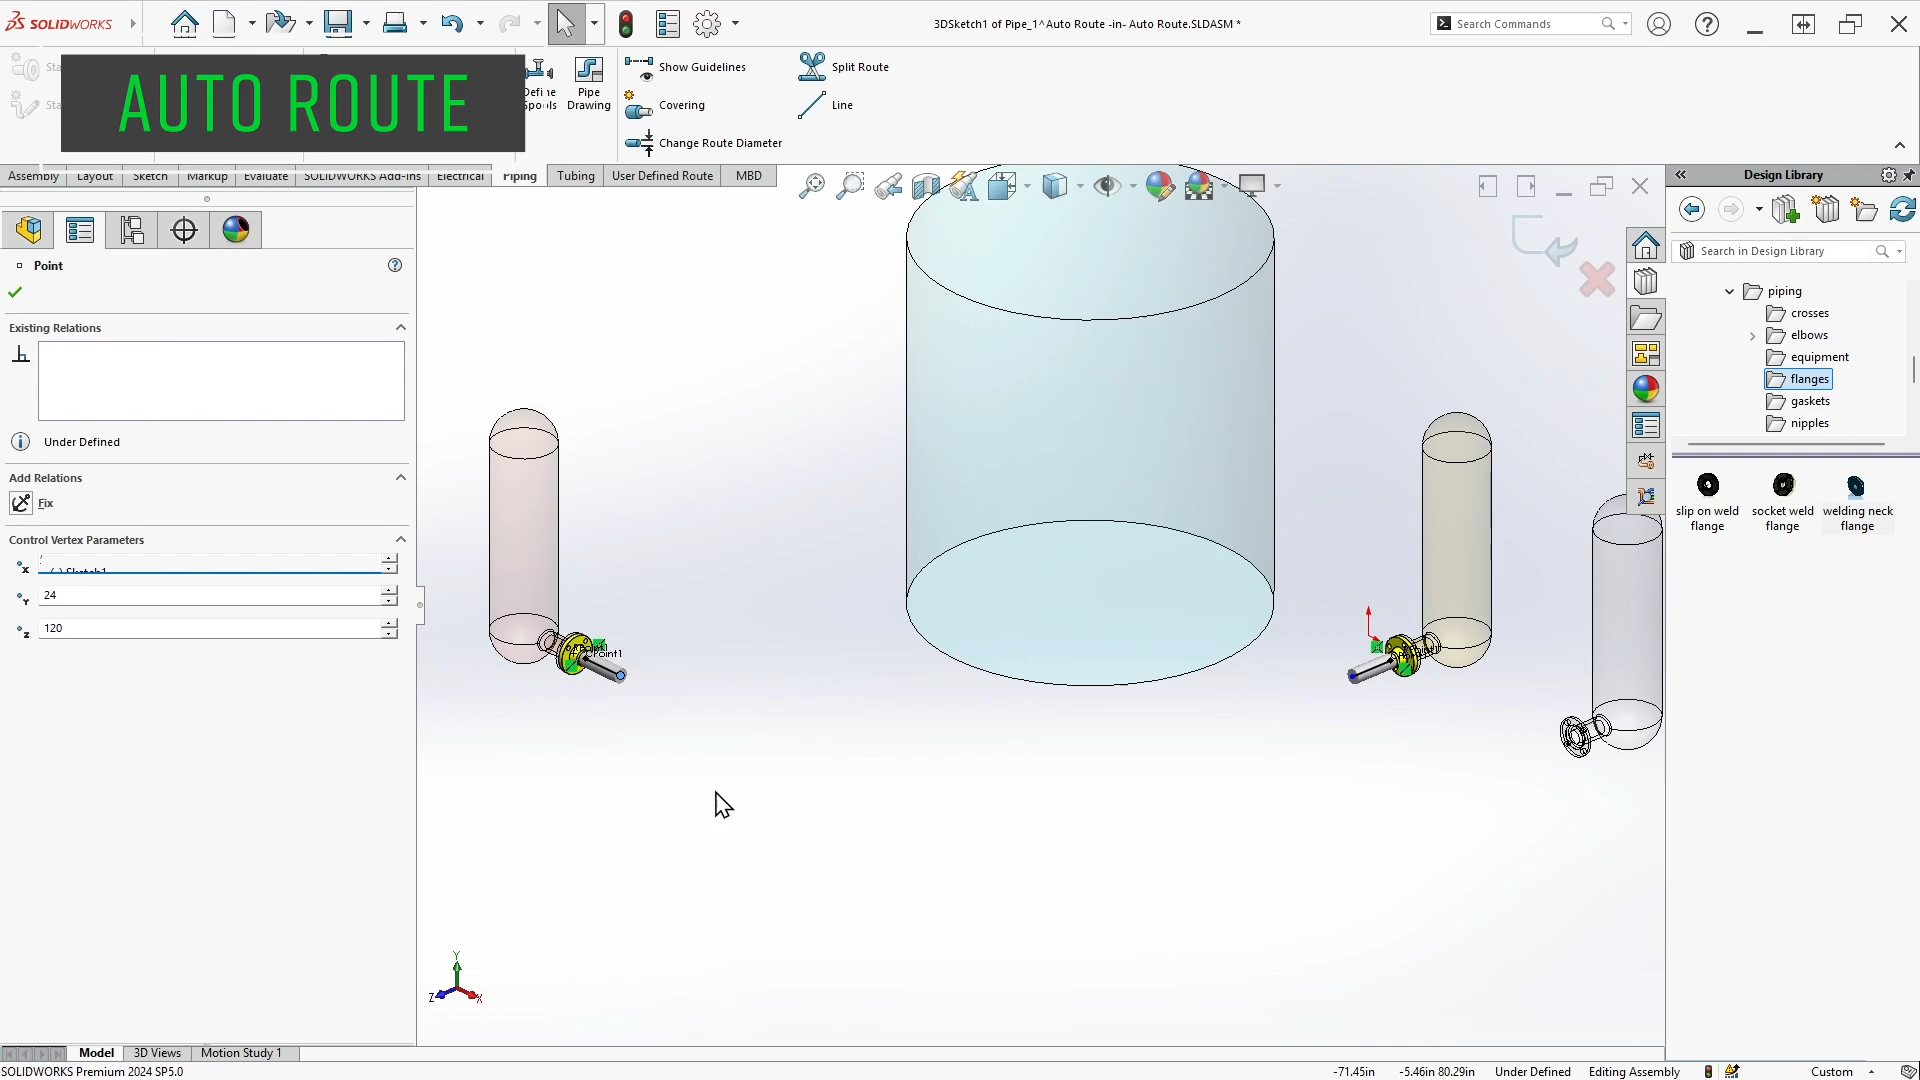 SOLIDWORKS
3DSketch1 of Pipe_1^Auto Route -in- Auto Route.SLDASM *
Search Commands
AUTO ROUTE
Pipe
Drawing
Show Guidelines
Covering
Change Route Diameter
Split Route
Line
Assembly
Layout
Sketch
Markup
Evaluate
SOLIDWORKS Add-Ins
Electrical
Piping
Tubing
User Defined Route
MBD
Point
Existing Relations
Under Defined
Add Relations
Fix
Control Vertex Parameters
X
(-) Sketch1
Y
24
Z
120
CPoint1
Y
Z
X
Design Library
Search in Design Library
piping
crosses
elbows
equipment
flanges
gaskets
nipples
slip on weld
flange
socket weld
flange
welding neck
flange
Model
3D Views
Motion Study 1
SOLIDWORKS Premium 2024 SP5.0
-71.45in
-5.46in 80.29in
Under Defined
Editing Assembly
Custom